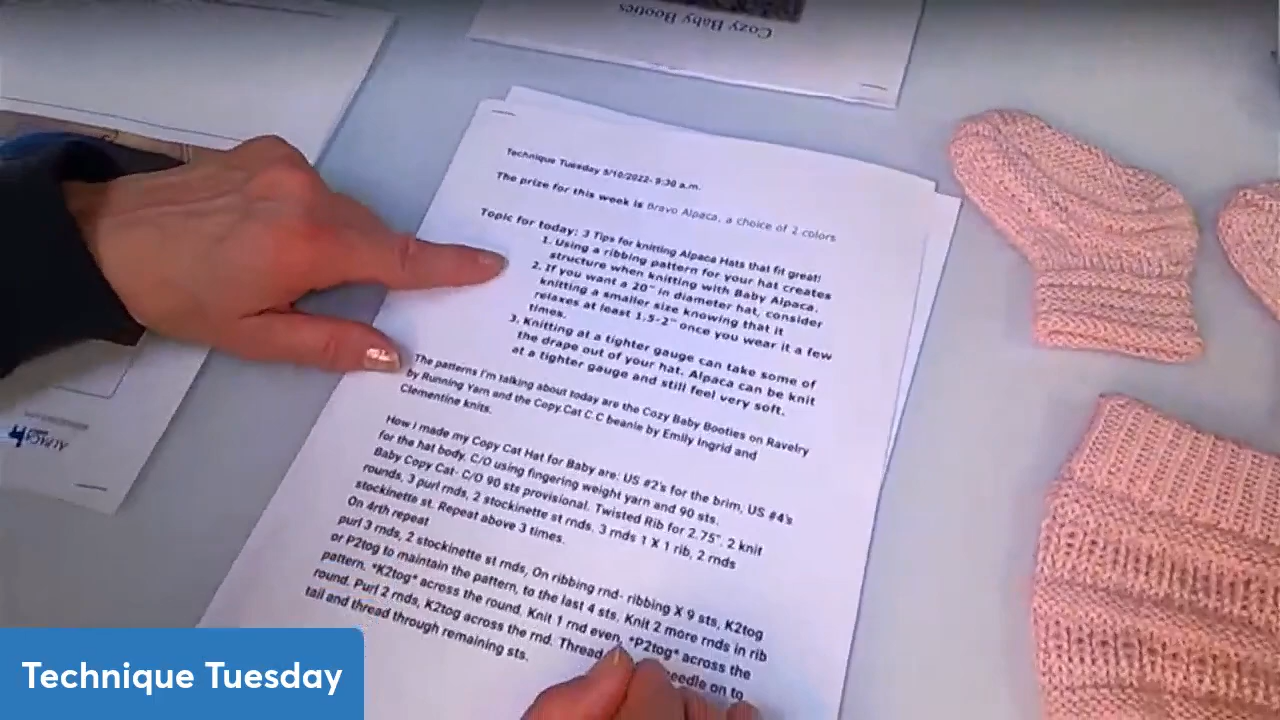 Cozy Baby Booties
Technique Tuesday 5/10/2022- 9:30 a.m.
The prize for this week is Bravo Alpaca, a choice of 2 colors
Topic for today: 3 Tips for knitting Alpaca Hats that fit great!
1. Using a ribbing pattern for your hat creates
structure when knitting with Baby Alpaca.
2. If you want a 20" in diameter hat, consider
knitting a smaller size knowing that it
relaxes at least 1.5-2" once you wear it a few
times.
3. Knitting at a tighter gauge can take some of
the drape out of your hat. Alpaca can be knit
at a tighter gauge and still feel very soft.
The patterns I'm talking about today are the Cozy Baby Booties on Ravelry
by Running Yarn and the Copy.Cat C.C beanie by Emily Ingrid and
Clementine knits.
How i made my Copy Cat Hat for Baby are: US #2's for the brim, US #4's
for the hat body. C/O using fingering weight yarn and 90 sts.
Baby Copy Cat- C/O 90 sts provisional. Twisted Rib for 2.75". 2 knit
rounds, 3 purl rnds, 2 stockinette st rnds, 3 rnds 1 X 1 rib, 2 rnds
stockinette st. Repeat above 3 times.
On 4rth repeat
purl 3 rnds, 2 stockinette st rnds, On ribbing rnd- ribbing X 9 sts, K2tog
or P2tog to maintain the pattern, to the last 4 sts, Knit 2 more rnds in rib
pattern, *K2tog* across the round, Knit 1 rnd even, *P2tog* across the
round. Purl 2 rnds, K2tog across the rnd. Thread needle on to
tail and thread through remaining sts.
ALPACA
Technique Tuesday